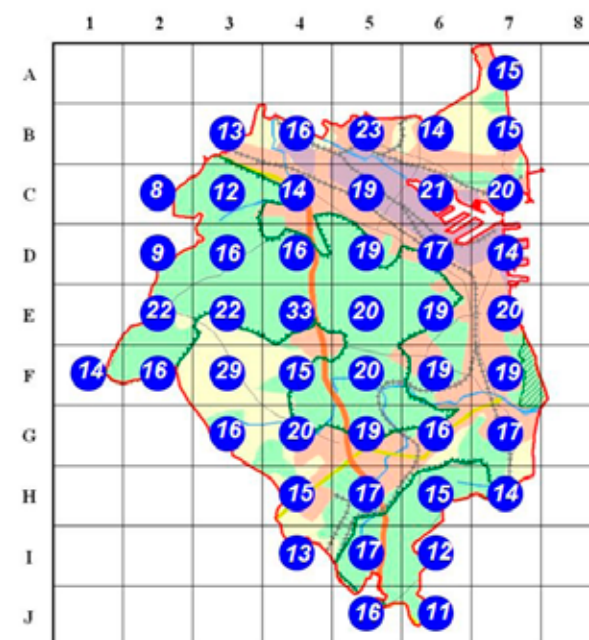 1 2 3 4 5 6 7 8
A 15
B 13 16 23 14 15
C 8 12 14 19 21 20
D 9 16 16 19 17 14
E 22 22 33 20 19 20
F 14 16 29 15 20 19 19
G 16 20 19 16 17
H 15 17 15 14
I 13 17 12
J 16 11